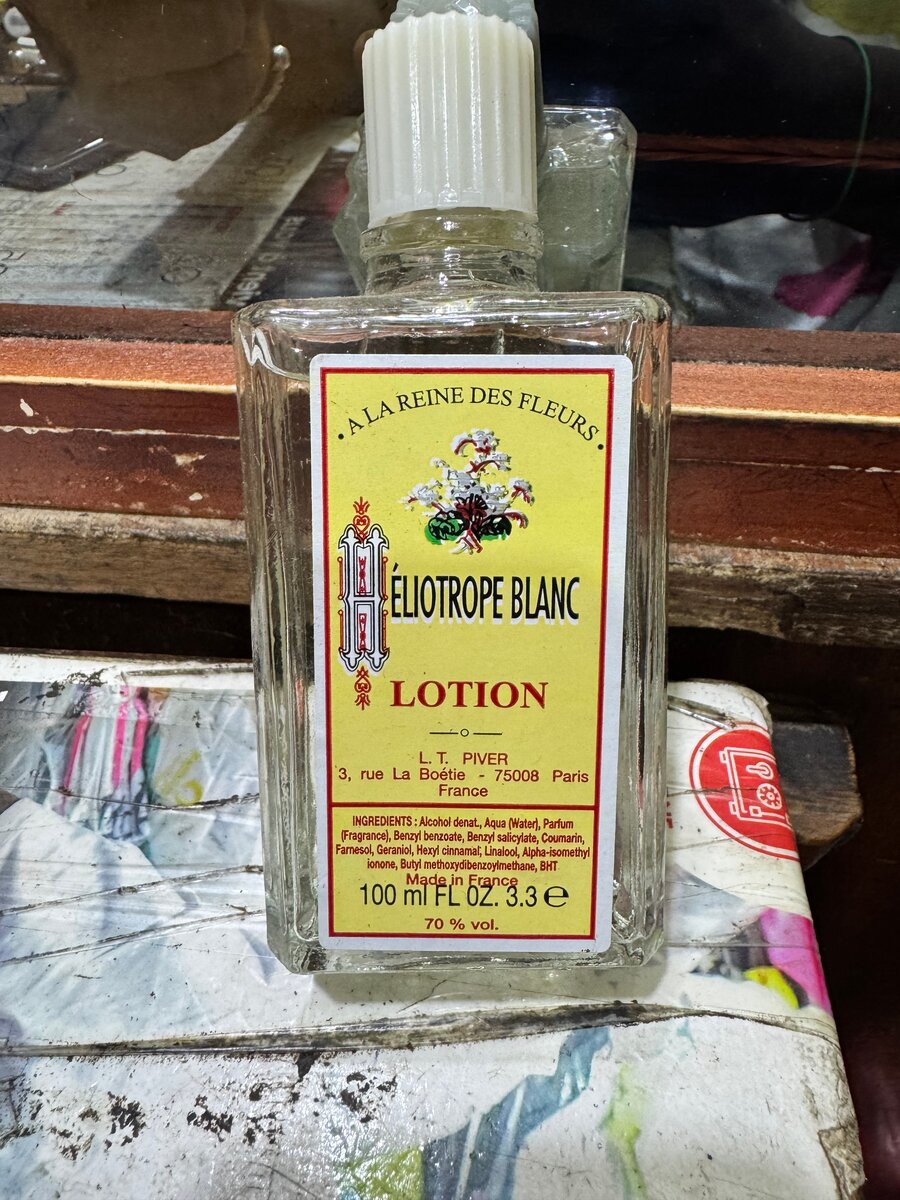 • A LA REINE DES FLEURS •
HÉLIOTROPE BLANC
LOTION
L. T. PIVER
3, rue La Boétie - 75008 Paris
France
INGREDIENTS : Alcohol denat., Aqua (Water), Parfum
(Fragrance), Benzyl benzoate, Benzyl salicylate, Coumarin,
Farnesol, Geraniol, Hexyl cinnamal, Linalool, Alpha-isomethyl
ionone, Butyl methoxydibenzoylmethane, BHT
Made in France
100 ml FL OZ. 3.3 e
70 % vol.